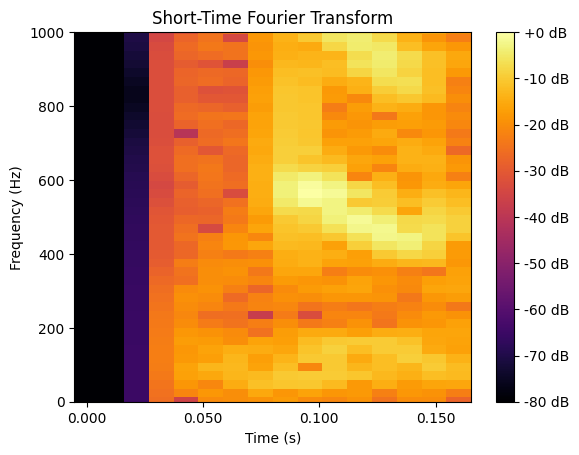 Short-Time Fourier Transform
1000
800
600
400
200
0
Frequency (Hz)
0.000
0.050
0.100
0.150
Time (s)
+0 dB
-10 dB
-20 dB
-30 dB
-40 dB
-50 dB
-60 dB
-70 dB
-80 dB